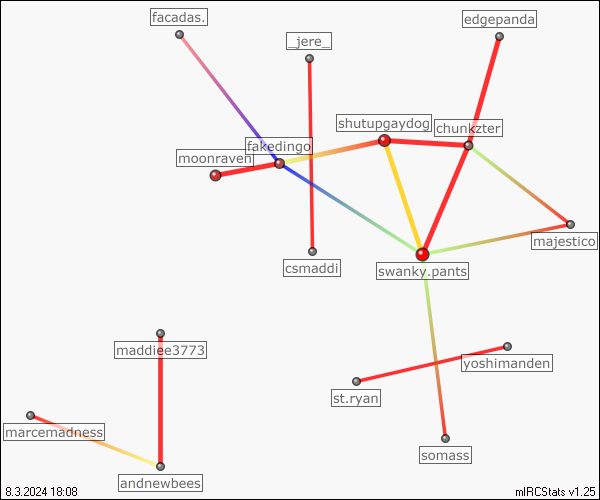 facadas.
edgepanda
_jere_
shutupgaydog
chunkzter
fakedingo
moonraven
majestico
csmaddi
swanky.pants
maddiee3773
yoshimanden
st.ryan
marcemadness
somass
andnewbees
8.3.2024 18:08
mIRCStats v1.25